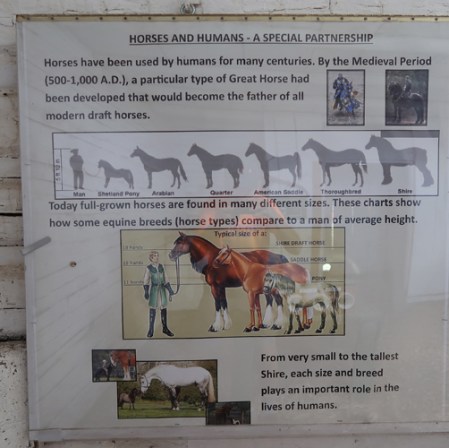 HORSES AND HUMANS - A SPECIAL PARTNERSHIP
Horses have been used by humans for many centuries. By the Medieval Period
(500-1,000 A.D.), a particular type of Great Horse had
been developed that would become the father of all
modern draft horses.
Man Shetland Pony Arabian Quarter American Saddle Thoroughbred Shire
Today full-grown horses are found in many different sizes. These charts show
how some equine breeds (horse types) compare to a man of average height.
Typical size of a:
SHIRE DRAFT HORSE
SADDLE HORSE
PONY
From very small to the tallest
Shire, each size and breed
plays an important role in the
lives of humans.